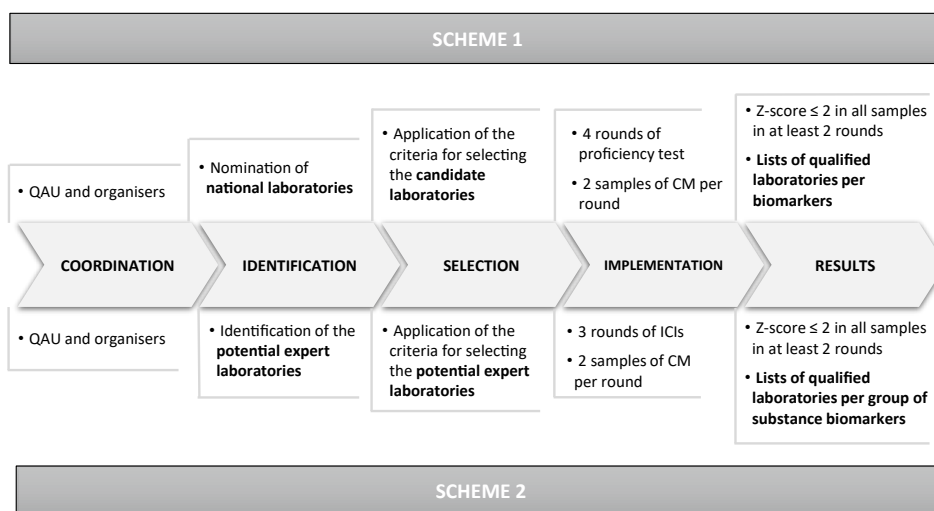 SCHEME 1
• QAU and organisers
• Nomination of
national laboratories
• Application of the
criteria for selecting
the candidate
laboratories
• 4 rounds of
proficiency test
• 2 samples of CM per
round
• Z-score ≤ 2 in all samples
in at least 2 rounds
• Lists of qualified
laboratories per
biomarkers
COORDINATION
IDENTIFICATION
SELECTION
IMPLEMENTATION
RESULTS
• QAU and organisers
• Identification of the
potential expert
laboratories
• Application of the
criteria for selecting
the potential expert
laboratories
• 3 rounds of ICIs
• 2 samples of CM
per round
• Z-score ≤ 2 in all samples
in at least 2 rounds
• Lists of qualified
laboratories per group of
substance biomarkers
SCHEME 2